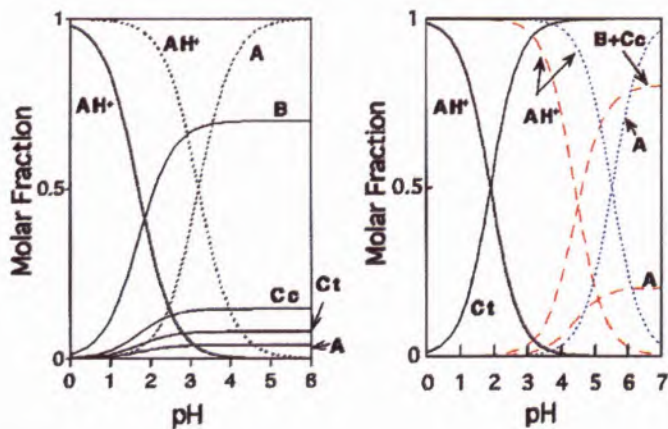 1
0.5
0
Molar Fraction
AH+
AH+
A
B
Cc
Ct
A
0 1 2 3 4 5 6
pH
1
0.5
0
Molar Fraction
AH+
AH+
B+Cc
A
A
Ct
0 1 2 3 4 5 6 7
pH